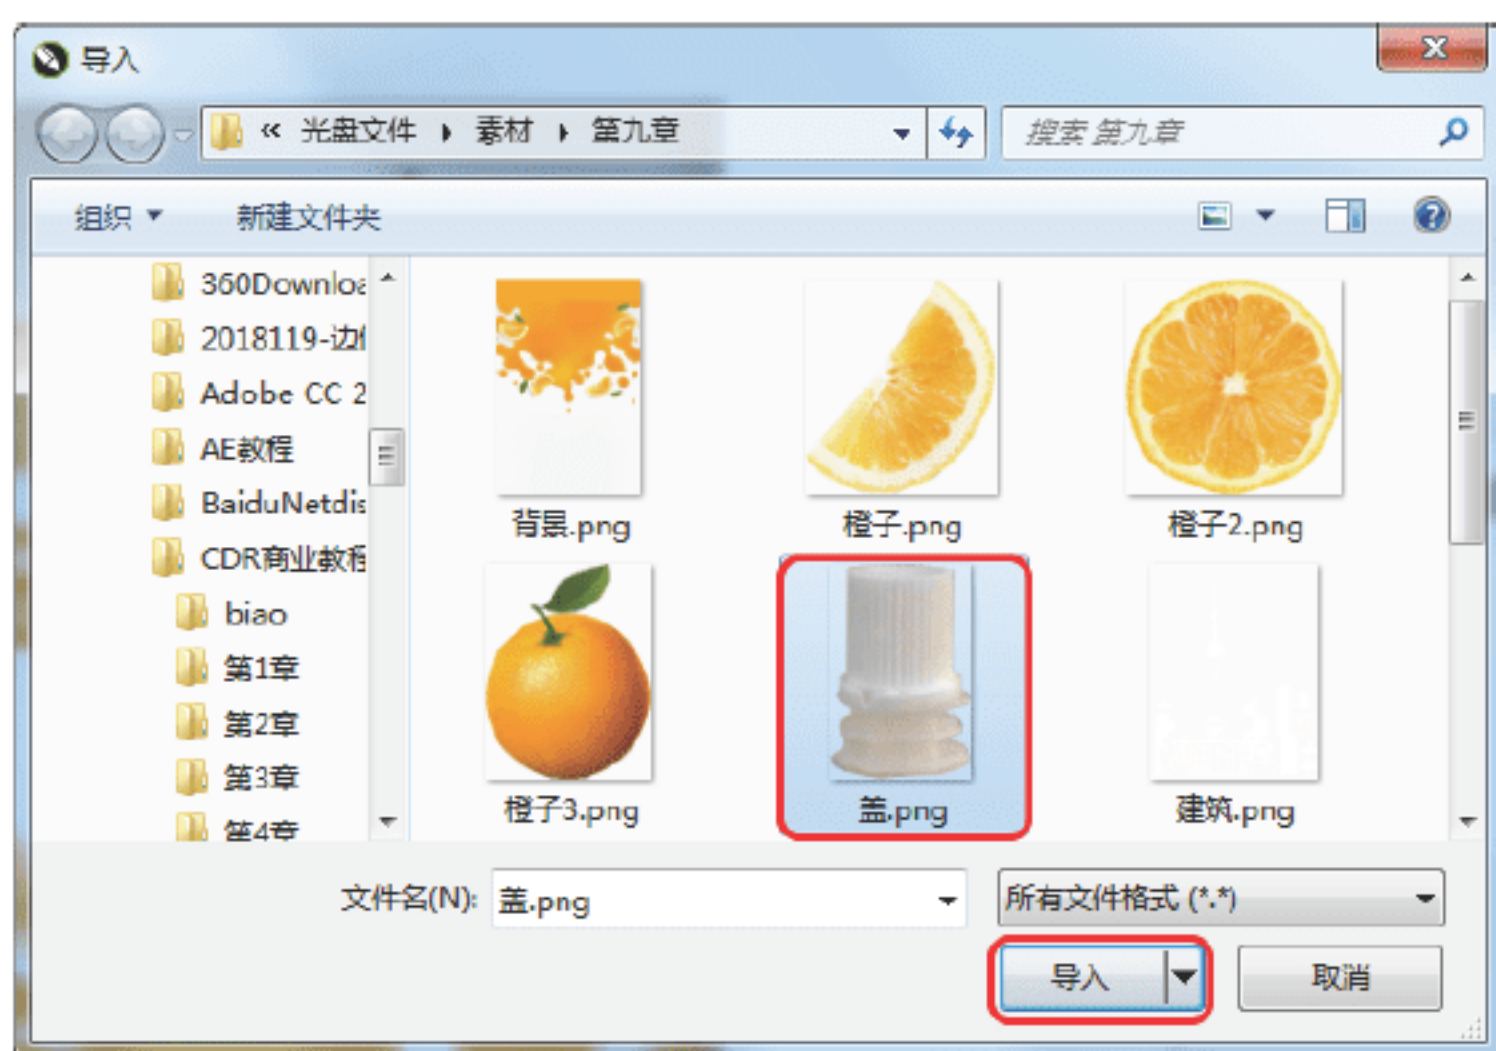 导入
« 光盘文件 ▸ 素材 ▸ 第九章
搜索 第九章
组织 新建文件夹
360Downloa
2018119-边
Adobe CC 2
AE教程
BaiduNetdis
CDR商业教程
biao
第1章
第2章
第3章
第4章
背景.png
橙子.png
橙子2.png
橙子3.png
盖.png
建筑.png
文件名(N): 盖.png
所有文件格式 (*.*)
导入
取消